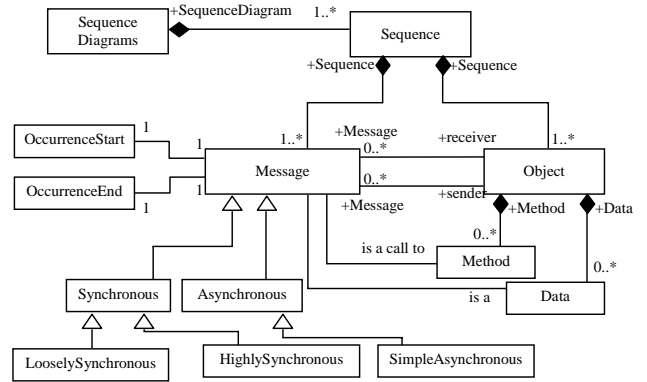 +SequenceDiagram
1..*
Sequence
Diagrams
Sequence
+Sequence
+Sequence
OccurrenceStart
1
1
1..*
+Message
0..*
+receiver
1..*
Message
Object
OccurrenceEnd
1
1
0..*
+Message
+sender
+Method
+Data
is a call to
0..*
Method
0..*
is a
Data
Synchronous
Asynchronous
LooselySynchronous
HighlySynchronous
SimpleAsynchronous